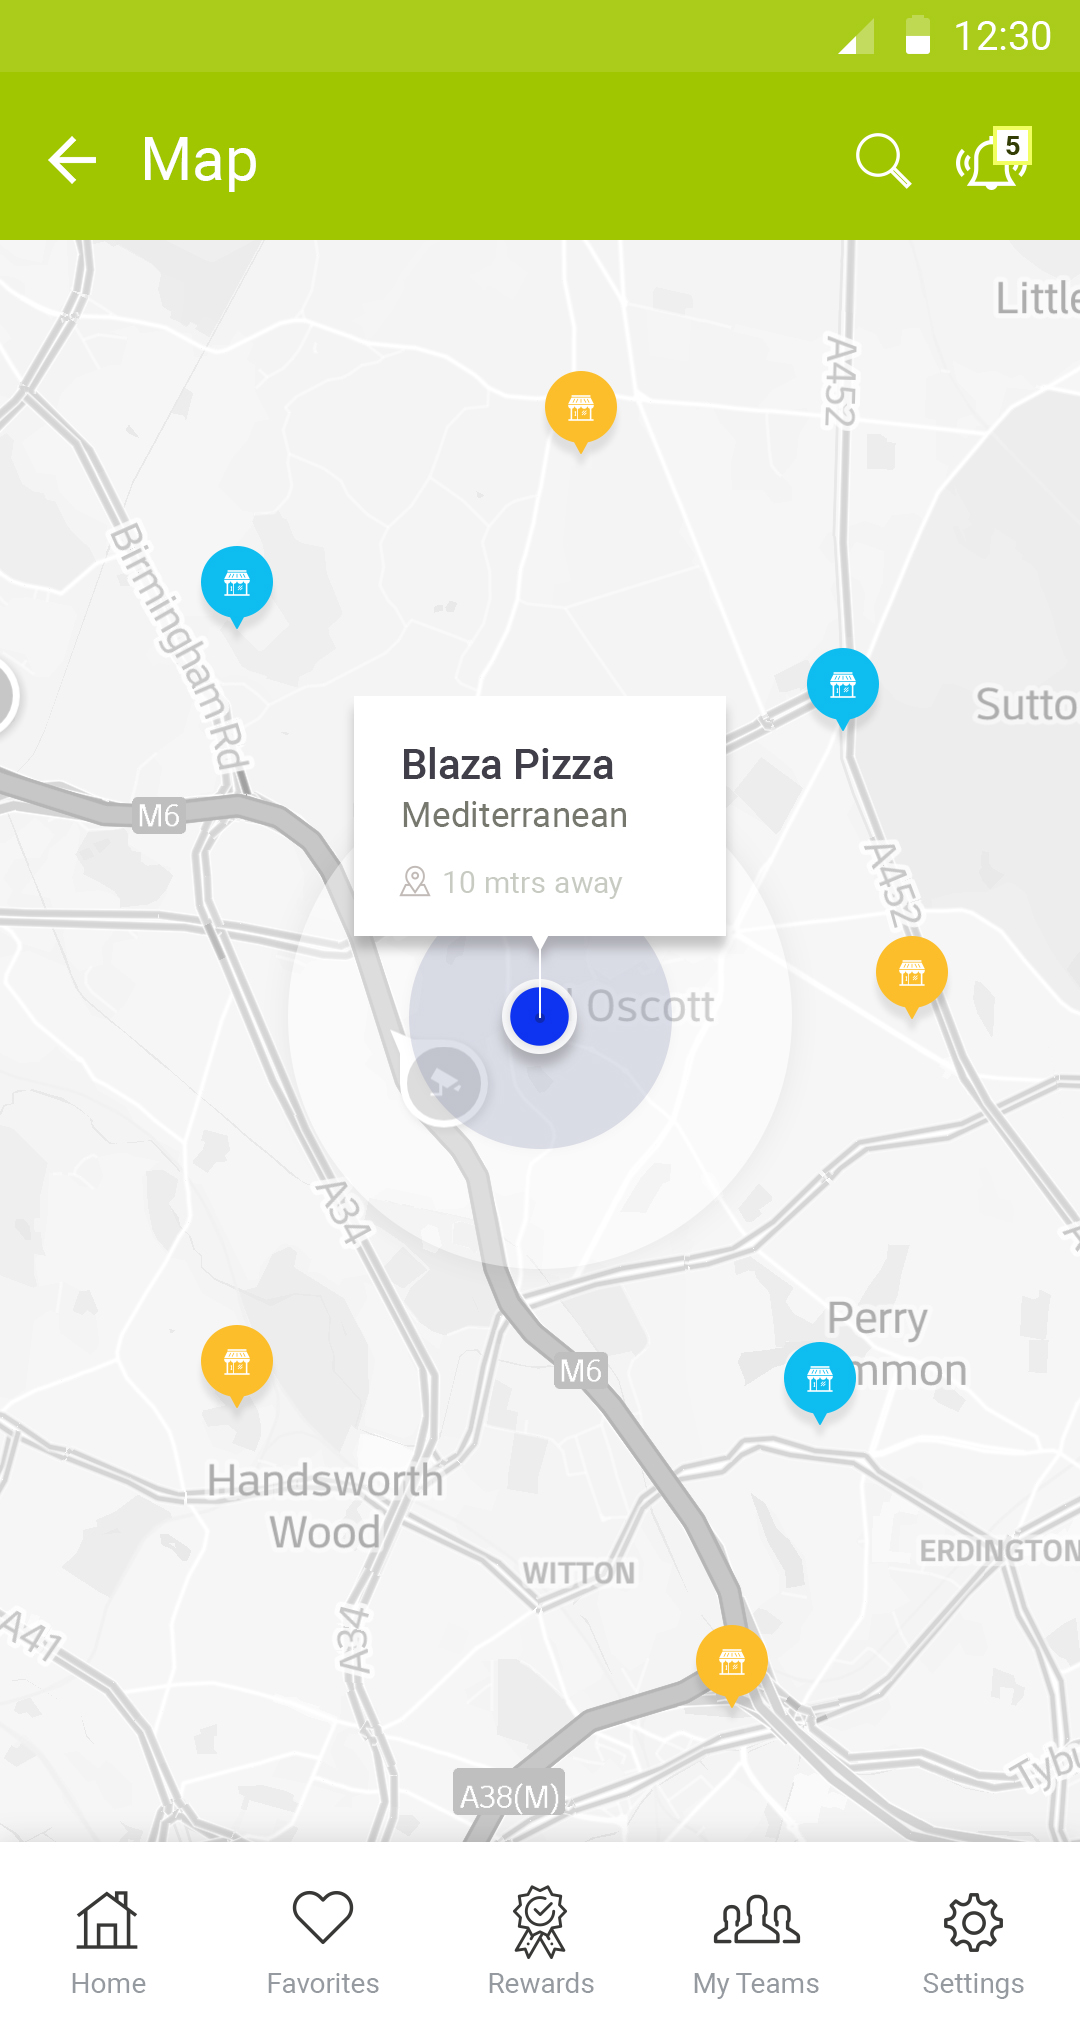 12:30
Map
5
Little
A452
Birmingham Rd
Sutto
Blaza Pizza
Mediterranean
10 mtrs away
M6
A452
Oscott
A34
Perry
mmon
M6
Handsworth
Wood
WITTON
ERDINGTON
A41
A34
Tybu
A38(M)
Home
Favorites
Rewards
My Teams
Settings